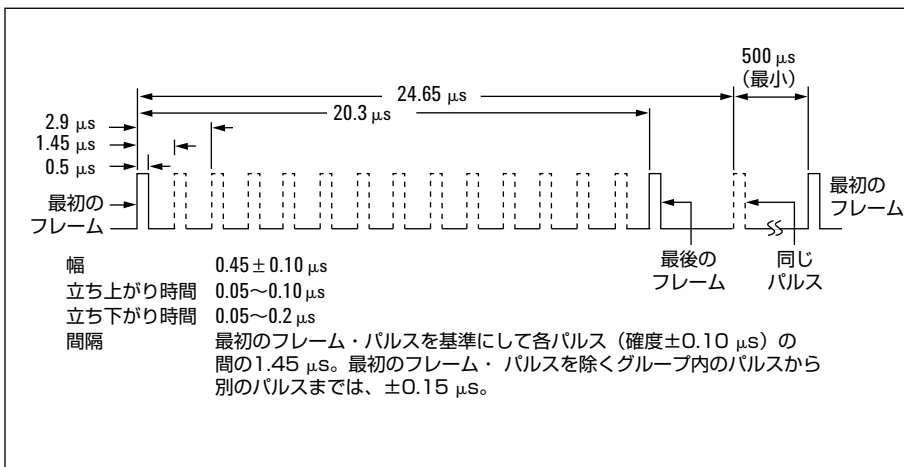 500 μs
（最小）
24.65 μs
20.3 μs
2.9 μs
1.45 μs
0.5 μs
最初の
フレーム
最初の
フレーム
最後の
フレーム
同じ
パルス
幅 0.45±0.10 μs
立ち上がり時間 0.05～0.10 μs
立ち下がり時間 0.05～0.2 μs
間隔 最初のフレーム・パルスを基準にして各パルス（確度±0.10 μs）の
間の1.45 μs。最初のフレーム・ パルスを除くグループ内のパルスから
別のパルスまでは、±0.15 μs。